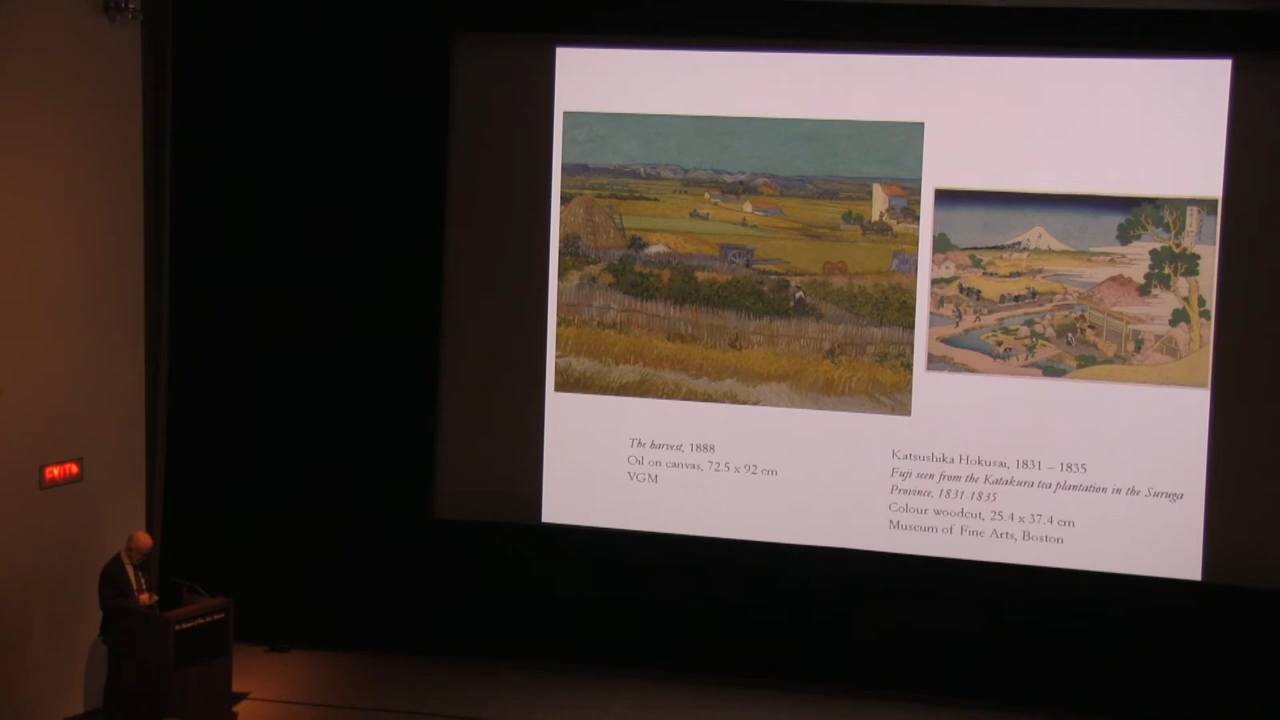 The harvest, 1888
Oil on canvas, 72.5 x 92 cm
VGM
Katsushika Hokusai, 1831 – 1835
Fuji seen from the Katakura tea plantation in the Suruga
Province, 1831-1835
Colour woodcut, 25.4 x 37.4 cm
Museum of Fine Arts, Boston
EXIT